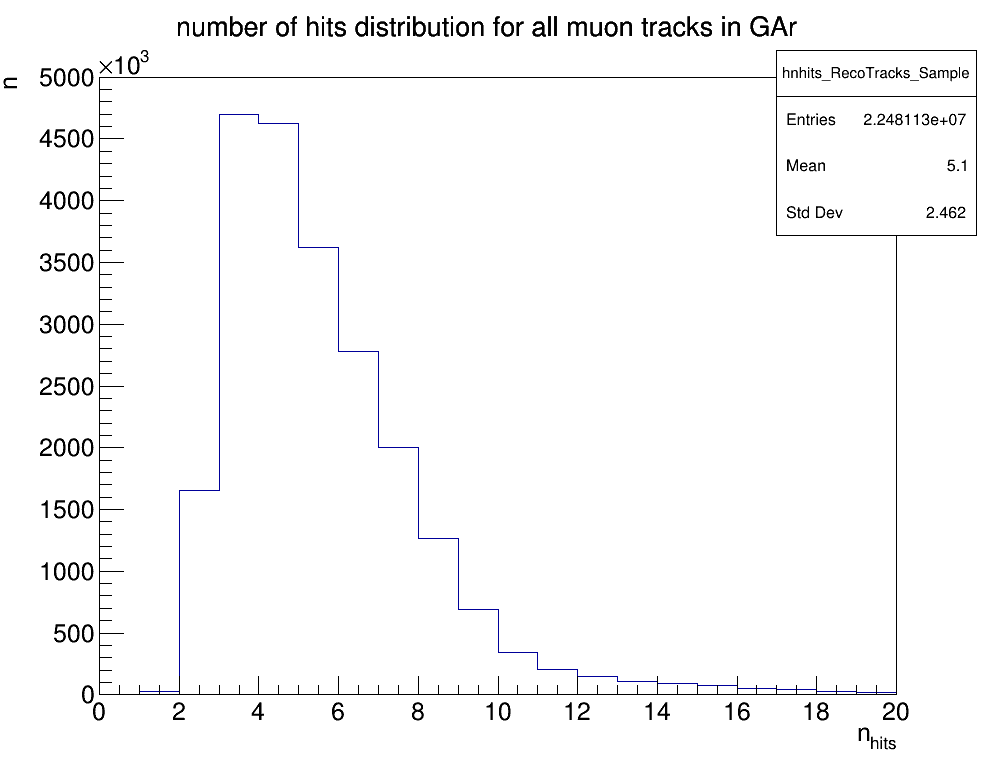 number of hits distribution for all muon tracks in GAr
×10³
n
hnhits_RecoTracks_Sample
Entries 2.248113e+07
Mean 5.1
Std Dev 2.462
5000
4500
4000
3500
3000
2500
2000
1500
1000
500
0
0 2 4 6 8 10 12 14 16 18 20
n_hits